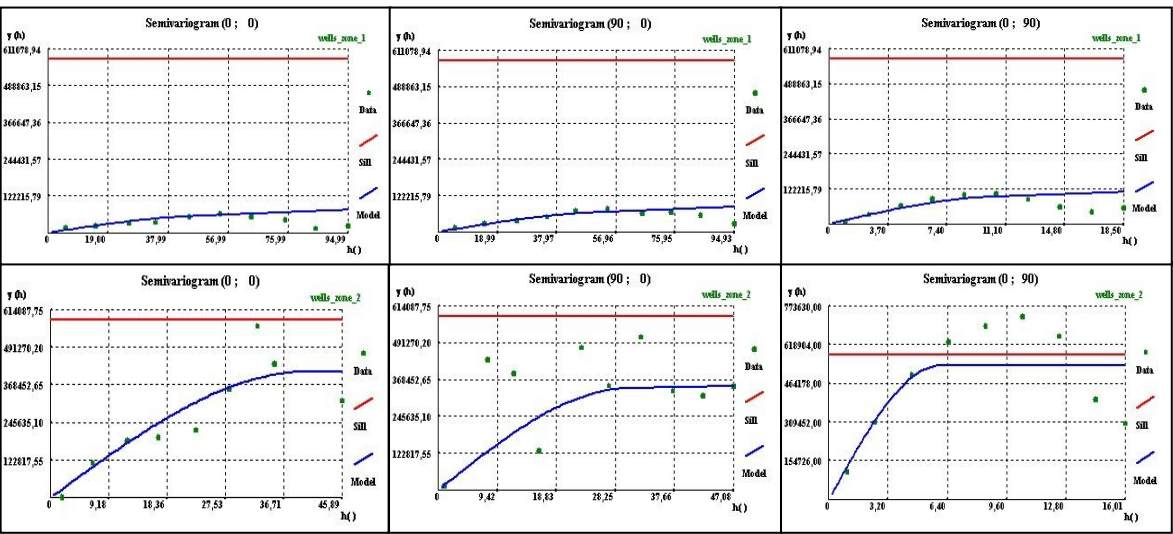 Semivariogram (0 ; 0)
γ (h)
wells_zone_1
611078,94
488863,15
366647,36
244431,57
122215,79
0
19,00
37,99
56,99
75,99
94,99
h( )
Data
Sill
Model
Semivariogram (90 ; 0)
γ (h)
wells_zone_1
611078,94
488863,15
366647,36
244431,57
122215,79
0
18,99
37,97
56,96
75,95
94,93
h( )
Data
Sill
Model
Semivariogram (0 ; 90)
γ (h)
wells_zone_1
611078,94
488863,15
366647,36
244431,57
122215,79
0
3,70
7,40
11,10
14,80
18,50
h( )
Data
Sill
Model
Semivariogram (0 ; 0)
γ (h)
wells_zone_2
614087,75
491270,20
368452,65
245635,10
122817,55
0
9,18
18,36
27,53
36,71
45,89
h( )
Data
Sill
Model
Semivariogram (90 ; 0)
γ (h)
wells_zone_2
614087,75
491270,20
368452,65
245635,10
122817,55
0
9,42
18,83
28,25
37,66
47,08
h( )
Data
Sill
Model
Semivariogram (0 ; 90)
γ (h)
wells_zone_2
773630,00
618904,00
464178,00
309452,00
154726,00
0
3,20
6,40
9,60
12,80
16,01
h( )
Data
Sill
Model